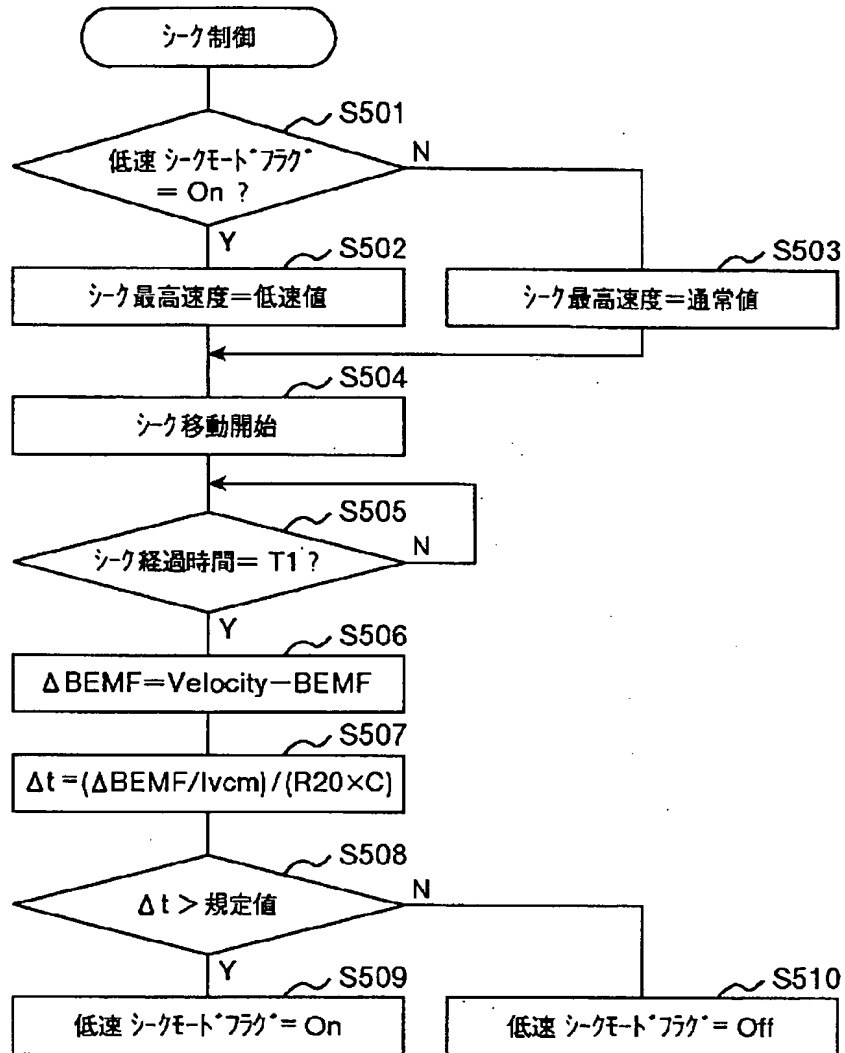 シーク制御
S501
低速 シークモードフラグ
= On ?
N
Y
S502
シーク最高速度=低速値
S503
シーク最高速度=通常値
S504
シーク移動開始
S505
シーク経過時間= T1 ?
N
Y
S506
ΔBEMF=Velocity−BEMF
S507
Δt=(ΔBEMF/Ivcm)/(R20×C)
S508
Δt > 規定値
N
Y
S509
低速 シークモードフラグ= On
S510
低速 シークモードフラグ= Off